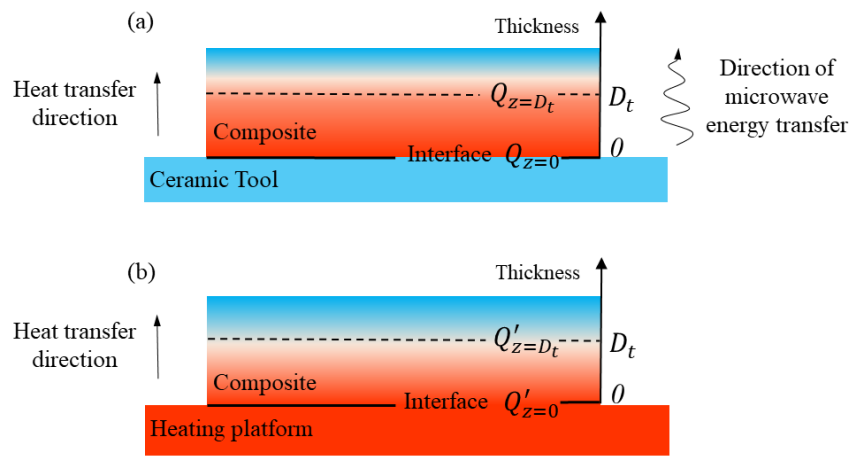 (a)
Thickness
Heat transfer
direction
Q_{z=D_t}
D_t
Direction of
microwave
energy transfer
Composite
Interface Q_{z=0}
0
Ceramic Tool
(b)
Thickness
Heat transfer
direction
Q'_{z=D_t}
D_t
Composite
Interface Q'_{z=0}
0
Heating platform